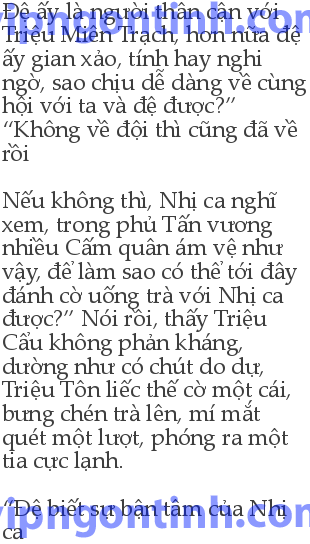 Đệ ấy là người thân cận với
Triệu Miên Trạch, hơn nữa đệ
ấy gian xảo, tính hay nghi
ngờ, sao chịu dễ dàng về cùng
hội với ta và đệ được?”
“Không về đội thì cũng đã về
rồi
Nếu không thì, Nhị ca nghĩ
xem, trong phủ Tấn vương
nhiều Cấm quân ám vệ như
vậy, để làm sao có thể tới đây
đánh cờ uống trà với Nhị ca
được?” Nói rồi, thấy Triệu
Cẩu không phản kháng,
dường như có chút do dự,
Triệu Tôn liếc thế cờ một cái,
bưng chén trà lên, mí mắt
quét một lượt, phóng ra một
tia cực lạnh.
vipngontinh.com
“Đệ biết sự bận tâm của Nhị
ca